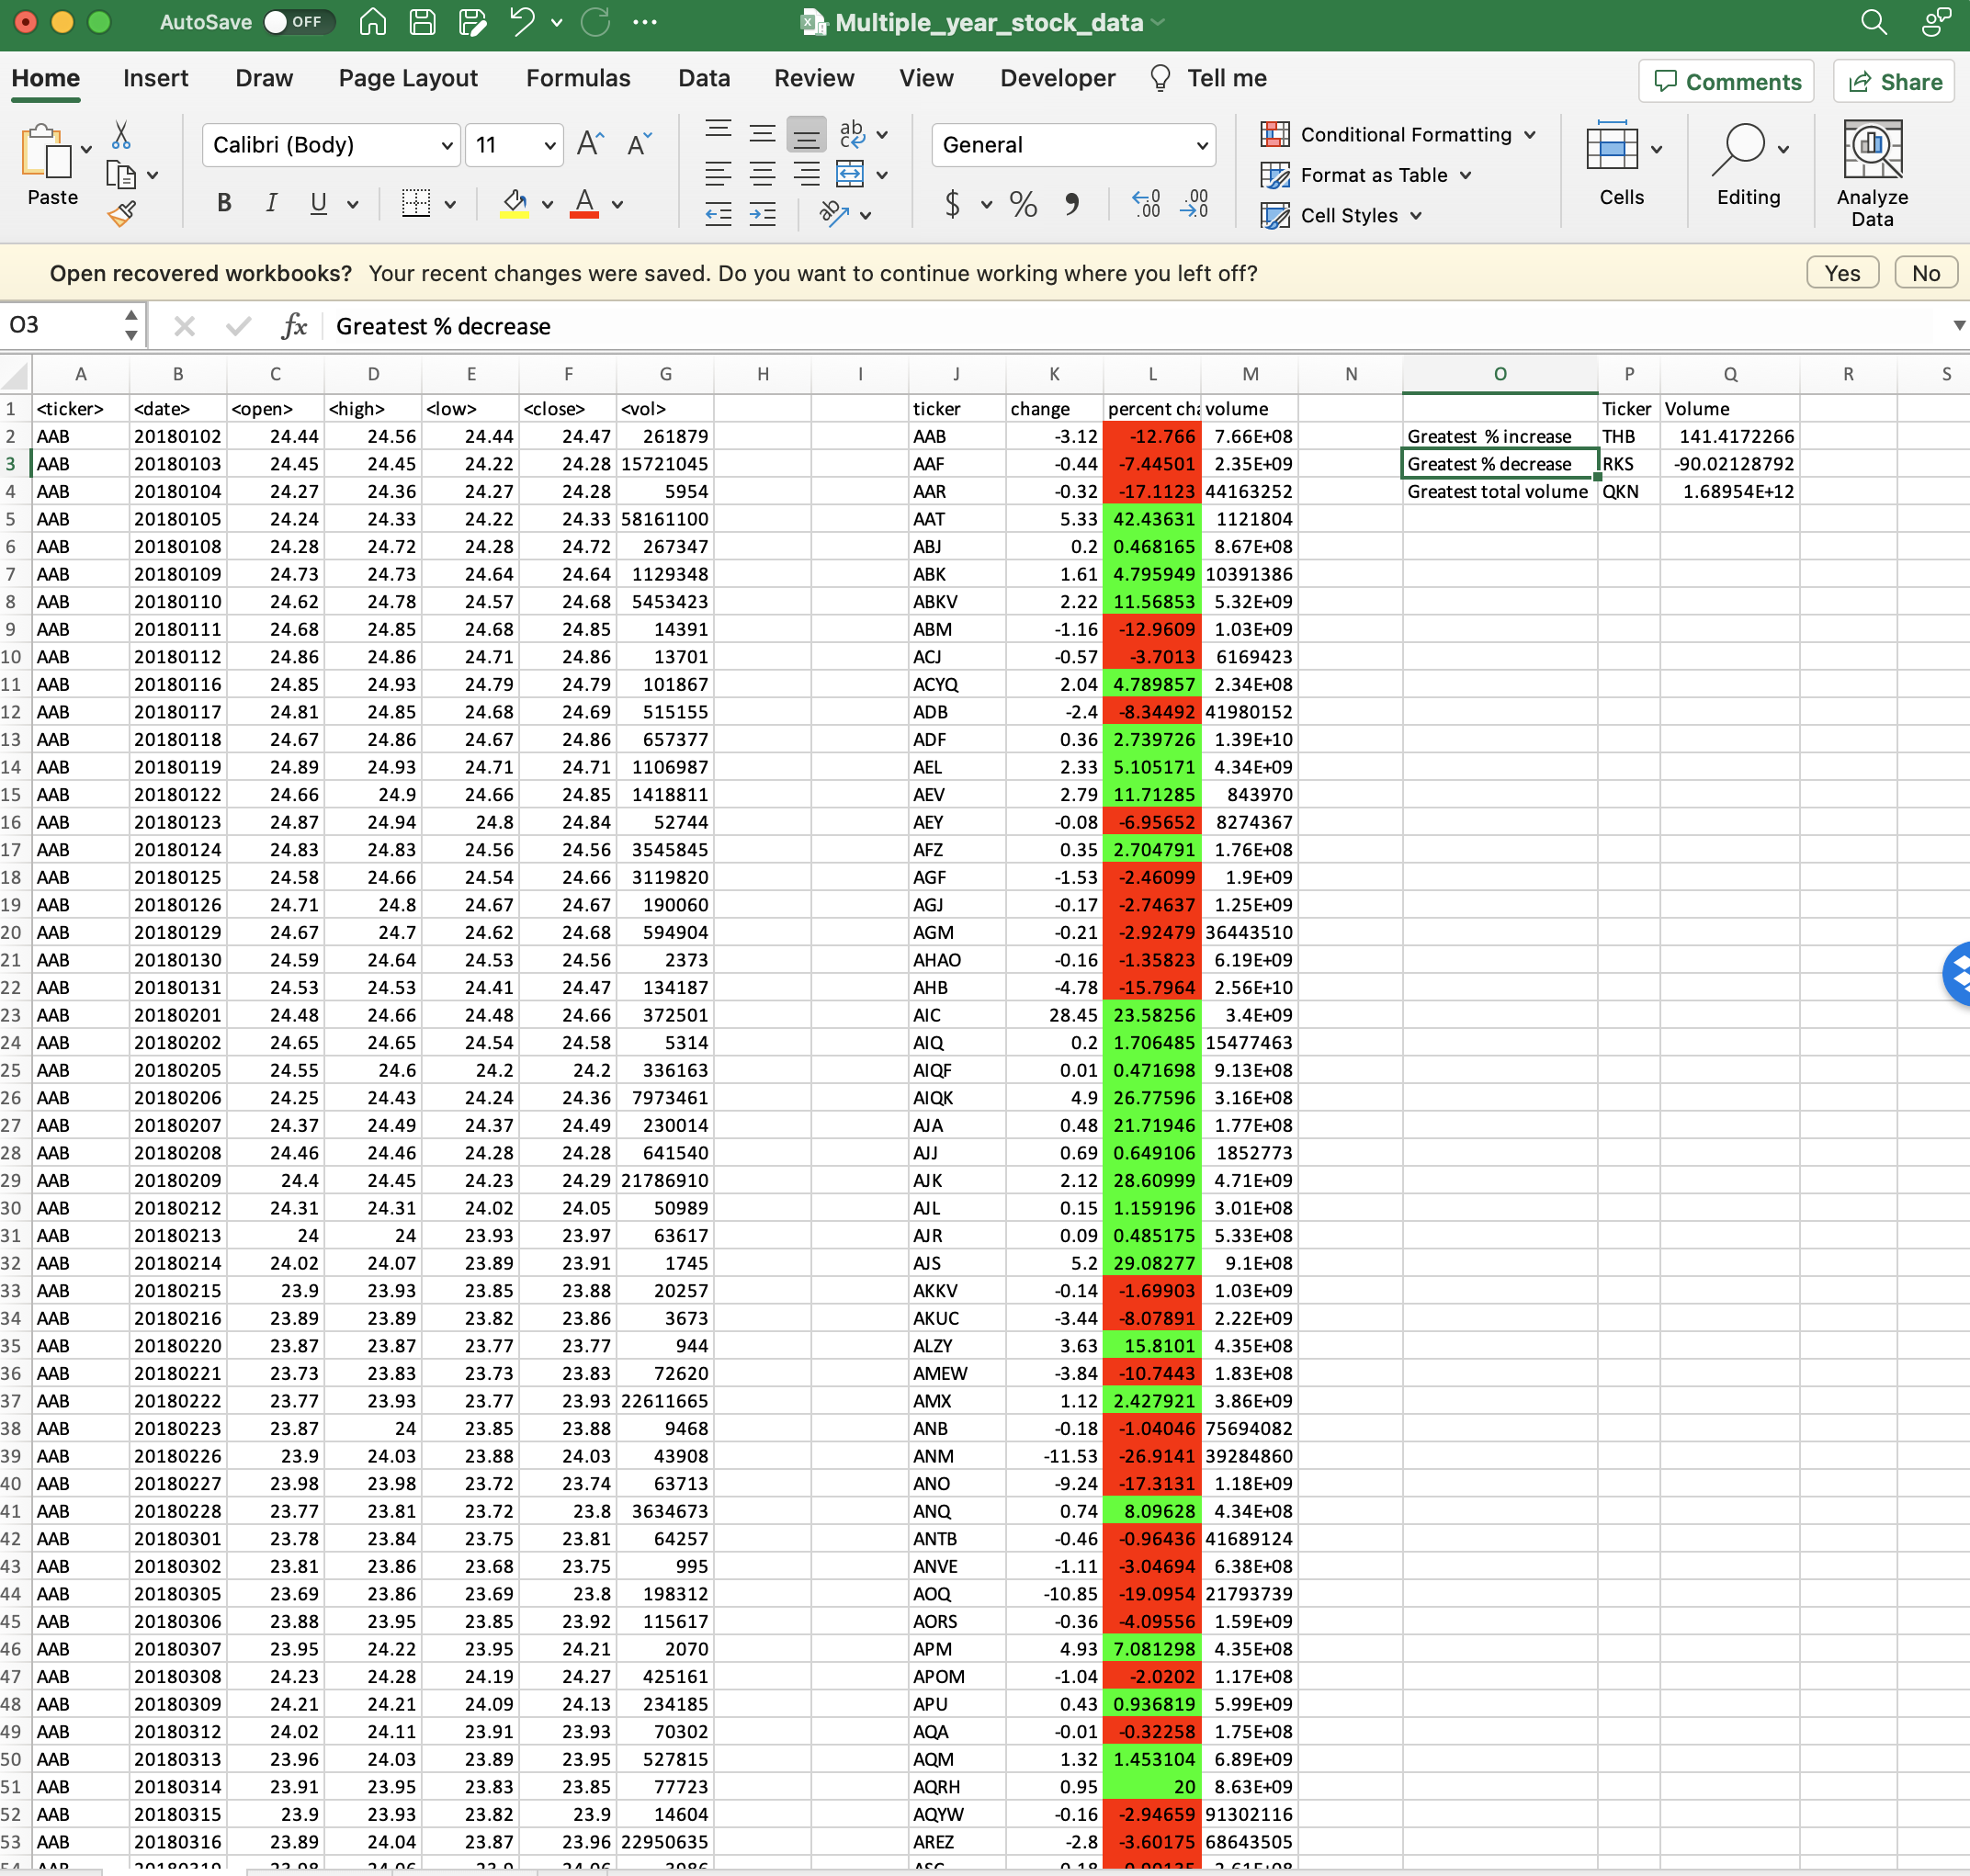 AutoSave OFF Multiple_year_stock_data
Home Insert Draw Page Layout Formulas Data Review View Developer Tell me Comments Share
Paste Calibri (Body) 11 General Conditional Formatting Format as Table Cell Styles Cells Editing Analyze Data
Open recovered workbooks? Your recent changes were saved. Do you want to continue working where you left off? Yes No
O3 fx Greatest % decrease
A B C D E F G H I J K L M N O P Q R S
1 <ticker> <date> <open> <high> <low> <close> <vol> ticker change percent cha volume Ticker Volume
2 AAB 20180102 24.44 24.56 24.44 24.47 261879 AAB -3.12 -12.766 7.66E+08 Greatest % increase THB 141.4172266
3 AAB 20180103 24.45 24.45 24.22 24.28 15721045 AAF -0.44 -7.44501 2.35E+09 Greatest % decrease RKS -90.02128792
4 AAB 20180104 24.27 24.36 24.27 24.28 5954 AAR -0.32 -17.1123 44163252 Greatest total volume QKN 1.68954E+12
5 AAB 20180105 24.24 24.33 24.22 24.33 58161100 AAT 5.33 42.43631 1121804
6 AAB 20180108 24.28 24.72 24.28 24.72 267347 ABJ 0.2 0.468165 8.67E+08
7 AAB 20180109 24.73 24.73 24.64 24.64 1129348 ABK 1.61 4.795949 10391386
8 AAB 20180110 24.62 24.78 24.57 24.68 5453423 ABKV 2.22 11.56853 5.32E+09
9 AAB 20180111 24.68 24.85 24.68 24.85 14391 ABM -1.16 -12.9609 1.03E+09
10 AAB 20180112 24.86 24.86 24.71 24.86 13701 ACJ -0.57 -3.7013 6169423
11 AAB 20180116 24.85 24.93 24.79 24.79 101867 ACYQ 2.04 4.789857 2.34E+08
12 AAB 20180117 24.81 24.85 24.68 24.69 515155 ADB -2.4 -8.34492 41980152
13 AAB 20180118 24.67 24.86 24.67 24.86 657377 ADF 0.36 2.739726 1.39E+10
14 AAB 20180119 24.89 24.93 24.71 24.71 1106987 AEL 2.33 5.105171 4.34E+09
15 AAB 20180122 24.66 24.9 24.66 24.85 1418811 AEV 2.79 11.71285 843970
16 AAB 20180123 24.87 24.94 24.8 24.84 52744 AEY -0.08 -6.95652 8274367
17 AAB 20180124 24.83 24.83 24.56 24.56 3545845 AFZ 0.35 2.704791 1.76E+08
18 AAB 20180125 24.58 24.66 24.54 24.66 3119820 AGF -1.53 -2.46099 1.9E+09
19 AAB 20180126 24.71 24.8 24.67 24.67 190060 AGJ -0.17 -2.74637 1.25E+09
20 AAB 20180129 24.67 24.7 24.62 24.68 594904 AGM -0.21 -2.92479 36443510
21 AAB 20180130 24.59 24.64 24.53 24.56 2373 AHAO -0.16 -1.35823 6.19E+09
22 AAB 20180131 24.53 24.53 24.41 24.47 134187 AHB -4.78 -15.7964 2.56E+10
23 AAB 20180201 24.48 24.66 24.48 24.66 372501 AIC 28.45 23.58256 3.4E+09
24 AAB 20180202 24.65 24.65 24.54 24.58 5314 AIQ 0.2 1.706485 15477463
25 AAB 20180205 24.55 24.6 24.2 24.2 336163 AIQF 0.01 0.471698 9.13E+08
26 AAB 20180206 24.25 24.43 24.24 24.36 7973461 AIQK 4.9 26.77596 3.16E+08
27 AAB 20180207 24.37 24.49 24.37 24.49 230014 AJA 0.48 21.71946 1.77E+08
28 AAB 20180208 24.46 24.46 24.28 24.28 641540 AJJ 0.69 0.649106 1852773
29 AAB 20180209 24.4 24.45 24.23 24.29 21786910 AJK 2.12 28.60999 4.71E+09
30 AAB 20180212 24.31 24.31 24.02 24.05 50989 AJL 0.15 1.159196 3.01E+08
31 AAB 20180213 24 24 23.93 23.97 63617 AJR 0.09 0.485175 5.33E+08
32 AAB 20180214 24.02 24.07 23.89 23.91 1745 AJS 5.2 29.08277 9.1E+08
33 AAB 20180215 23.9 23.93 23.85 23.88 20257 AKKV -0.14 -1.69903 1.03E+09
34 AAB 20180216 23.89 23.89 23.82 23.86 3673 AKUC -3.44 -8.07891 2.22E+09
35 AAB 20180220 23.87 23.87 23.77 23.77 944 ALZY 3.63 15.8101 4.35E+08
36 AAB 20180221 23.73 23.83 23.73 23.83 72620 AMEW -3.84 -10.7443 1.83E+08
37 AAB 20180222 23.77 23.93 23.77 23.93 22611665 AMX 1.12 2.427921 3.86E+09
38 AAB 20180223 23.87 24 23.85 23.88 9468 ANB -0.18 -1.04046 75694082
39 AAB 20180226 23.9 24.03 23.88 24.03 43908 ANM -11.53 -26.9141 39284860
40 AAB 20180227 23.98 23.98 23.72 23.74 63713 ANO -9.24 -17.3131 1.18E+09
41 AAB 20180228 23.77 23.81 23.72 23.8 3634673 ANQ 0.74 8.09628 4.34E+08
42 AAB 20180301 23.78 23.84 23.75 23.81 64257 ANTB -0.46 -0.96436 41689124
43 AAB 20180302 23.81 23.86 23.68 23.75 995 ANVE -1.11 -3.04694 6.38E+08
44 AAB 20180305 23.69 23.86 23.69 23.8 198312 AOQ -10.85 -19.0954 21793739
45 AAB 20180306 23.88 23.95 23.85 23.92 115617 AORS -0.36 -4.09556 1.59E+09
46 AAB 20180307 23.95 24.22 23.95 24.21 2070 APM 4.93 7.081298 4.35E+08
47 AAB 20180308 24.23 24.28 24.19 24.27 425161 APOM -1.04 -2.0202 1.17E+08
48 AAB 20180309 24.21 24.21 24.09 24.13 234185 APU 0.43 0.936819 5.99E+09
49 AAB 20180312 24.02 24.11 23.91 23.93 70302 AQA -0.01 -0.32258 1.75E+08
50 AAB 20180313 23.96 24.03 23.89 23.95 527815 AQM 1.32 1.453104 6.89E+09
51 AAB 20180314 23.91 23.95 23.83 23.85 77723 AQRH 0.95 20 8.63E+09
52 AAB 20180315 23.9 23.93 23.82 23.9 14604 AQYW -0.16 -2.94659 91302116
53 AAB 20180316 23.89 24.04 23.87 23.96 22950635 AREZ -2.8 -3.60175 68643505